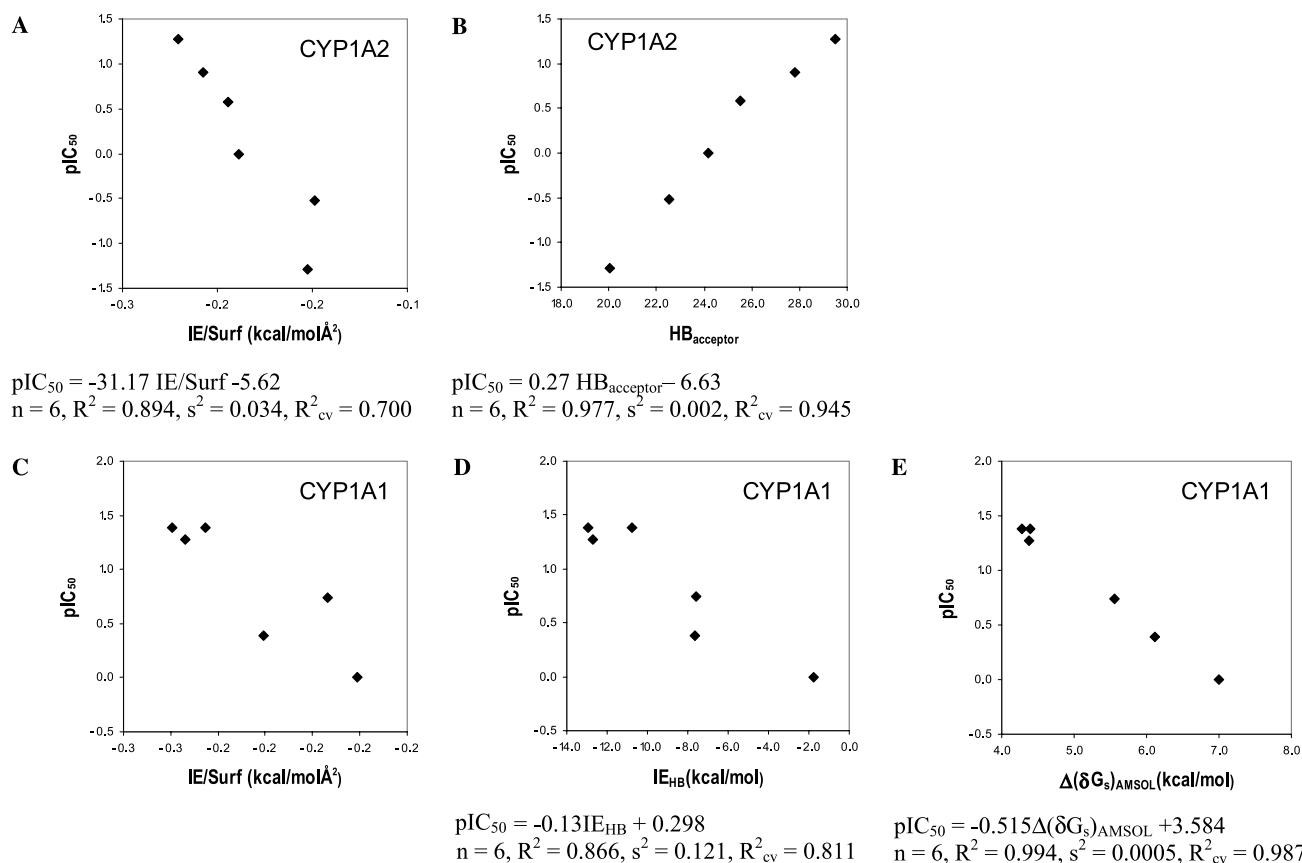 A
CYP1A2
pIC50
1.5
1.0
0.5
0.0
-0.5
-1.0
-1.5
-0.3 -0.2 -0.2 -0.1
IE/Surf (kcal/molÅ²)
pIC50 = -31.17 IE/Surf -5.62
n = 6, R² = 0.894, s² = 0.034, R²cv = 0.700
B
CYP1A2
pIC50
1.5
1.0
0.5
0.0
-0.5
-1.0
-1.5
18.0 20.0 22.0 24.0 26.0 28.0 30.0
HBacceptor
pIC50 = 0.27 HBacceptor– 6.63
n = 6, R² = 0.977, s² = 0.002, R²cv = 0.945
C
CYP1A1
pIC50
2.0
1.5
1.0
0.5
0.0
-0.5
-0.3 -0.3 -0.2 -0.2 -0.2 -0.2 -0.2
IE/Surf (kcal/molÅ²)
D
CYP1A1
pIC50
2.0
1.5
1.0
0.5
0.0
-0.5
-14.0 -12.0 -10.0 -8.0 -6.0 -4.0 -2.0 0.0
IEHB(kcal/mol)
pIC50 = -0.13IEHB + 0.298
n = 6, R² = 0.866, s² = 0.121, R²cv = 0.811
E
CYP1A1
pIC50
2.0
1.5
1.0
0.5
0.0
-0.5
4.0 5.0 6.0 7.0 8.0
Δ(δGs)AMSOL(kcal/mol)
pIC50 = -0.515Δ(δGs)AMSOL +3.584
n = 6, R² = 0.994, s² = 0.0005, R²cv = 0.987